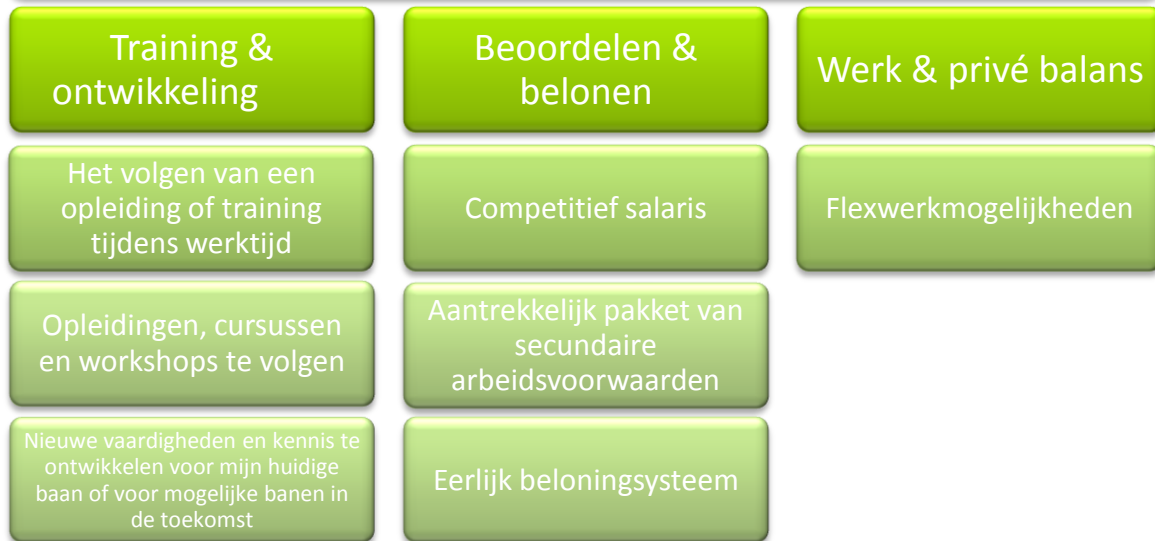 Training &
ontwikkeling
Het volgen van een
opleiding of training
tijdens werktijd
Opleidingen, cursussen
en workshops te volgen
Nieuwe vaardigheden en kennis te
ontwikkelen voor mijn huidige
baan of voor mogelijke banen in
de toekomst
Beoordelen &
belonen
Competitief salaris
Aantrekkelijk pakket van
secundaire
arbeidsvoorwaarden
Eerlijk beloningsysteem
Werk & privé balans
Flexwerkmogelijkheden